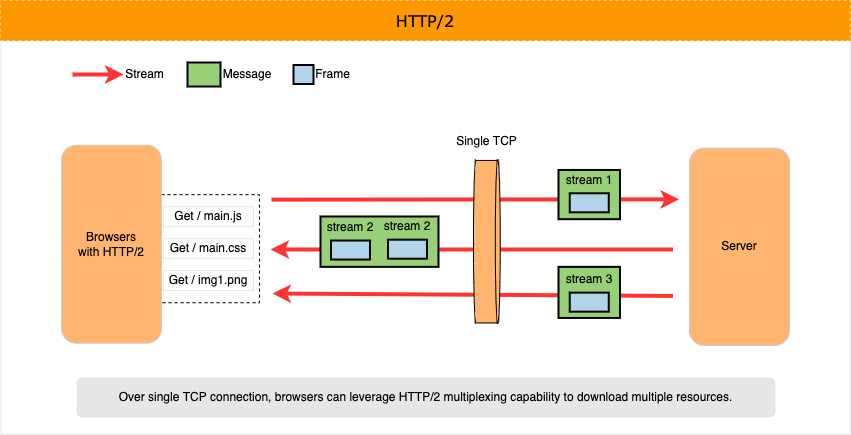 HTTP/2
Stream
Message
Frame
Single TCP
Browsers
with HTTP/2
Get / main.js
Get / main.css
Get / img1.png
stream 1
stream 2
stream 2
stream 3
Server
Over single TCP connection, browsers can leverage HTTP/2 multiplexing capability to download multiple resources.